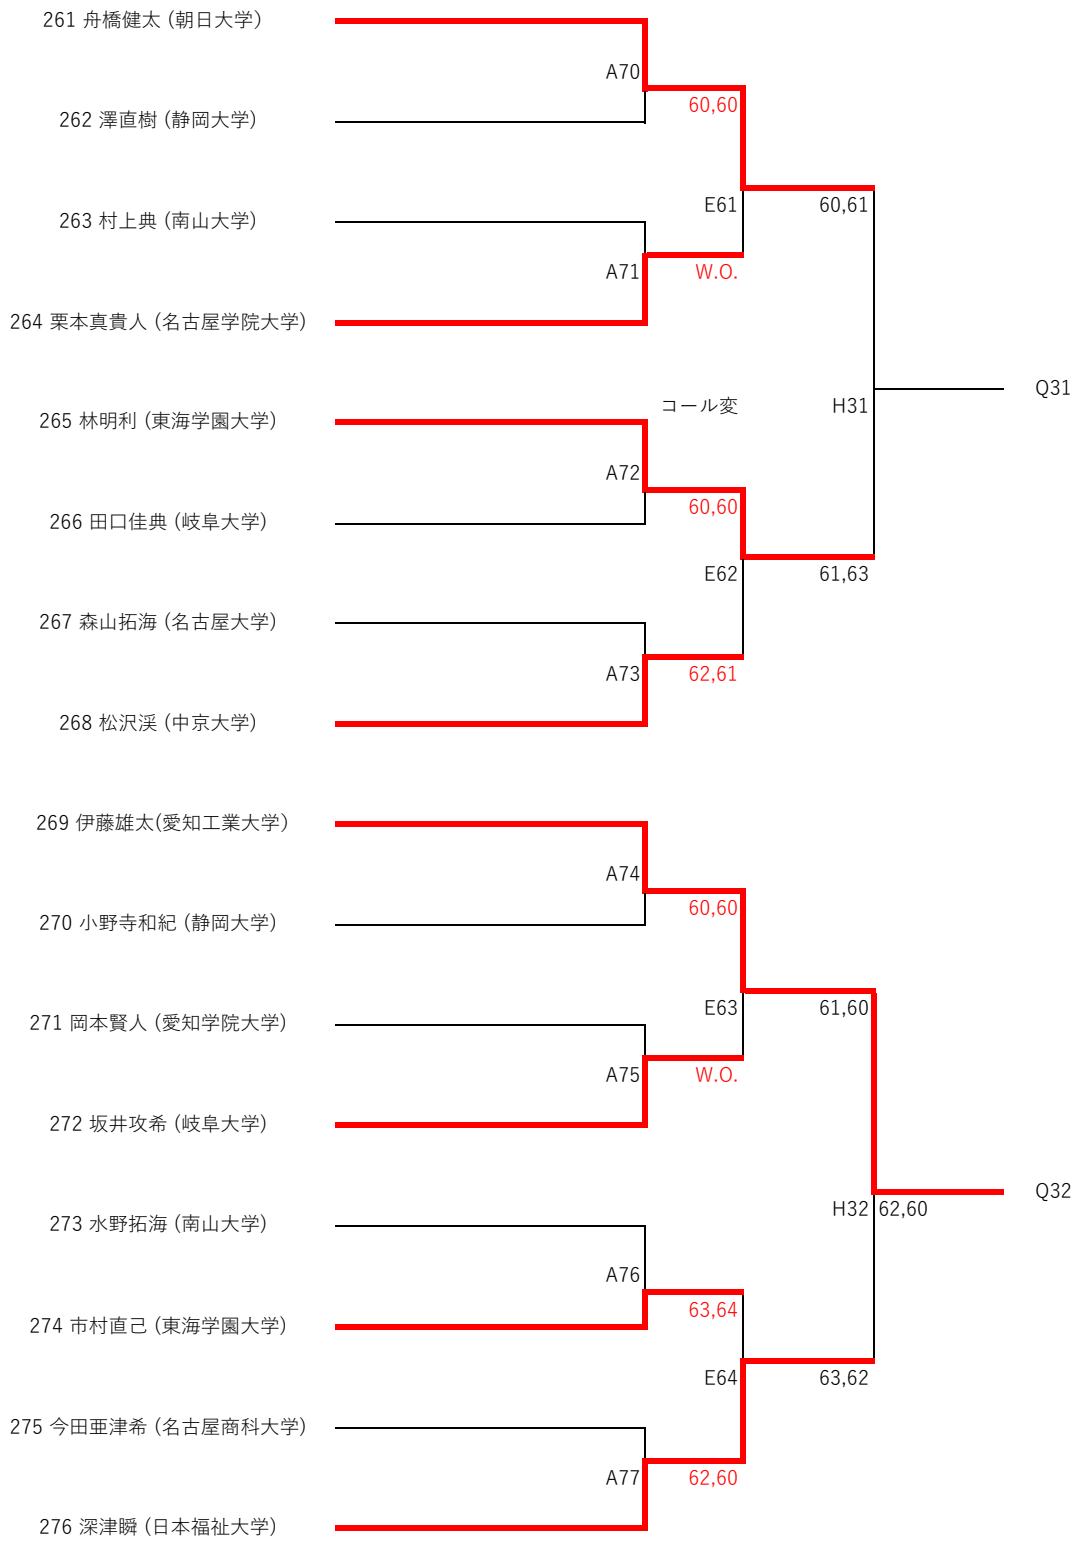 261 舟橋健太 (朝日大学)
A70
60,60
262 澤直樹 (静岡大学)
E61
60,61
263 村上典 (南山大学)
A71
W.O.
264 栗本真貴人 (名古屋学院大学)
Q31
コール変
H31
265 林明利 (東海学園大学)
A72
60,60
266 田口佳典 (岐阜大学)
E62
61,63
267 森山拓海 (名古屋大学)
A73
62,61
268 松沢渓 (中京大学)
269 伊藤雄太(愛知工業大学)
A74
60,60
270 小野寺和紀 (静岡大学)
E63
61,60
271 岡本賢人 (愛知学院大学)
A75
W.O.
272 坂井攻希 (岐阜大学)
Q32
H32
62,60
273 水野拓海 (南山大学)
A76
63,64
274 市村直己 (東海学園大学)
E64
63,62
275 今田亜津希 (名古屋商科大学)
A77
62,60
276 深津瞬 (日本福祉大学)